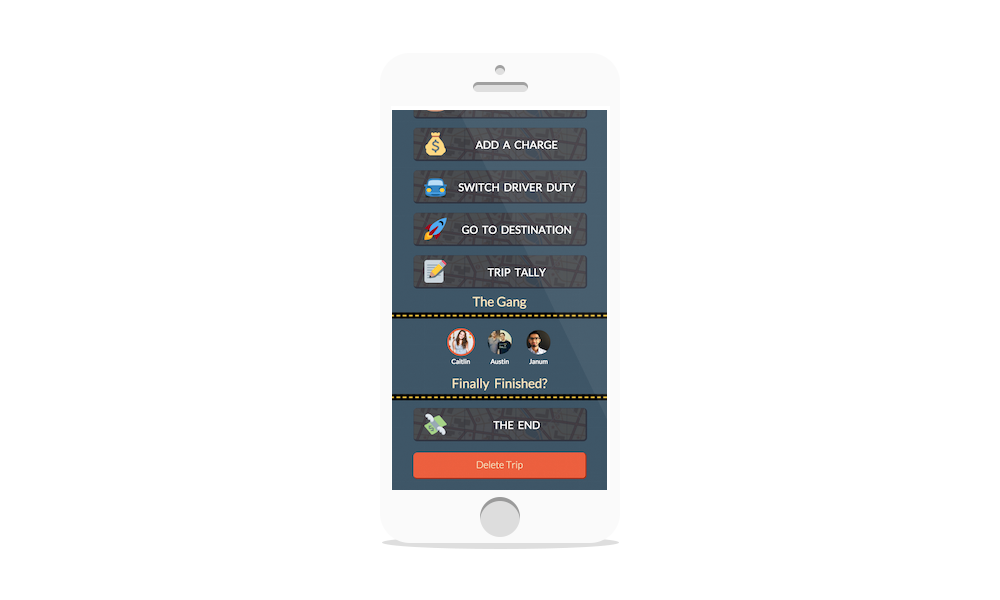 ADD A CHARGE
SWITCH DRIVER DUTY
GO TO DESTINATION
TRIP TALLY
The Gang
Caitlin
Austin
Janum
Finally Finished?
THE END
Delete Trip